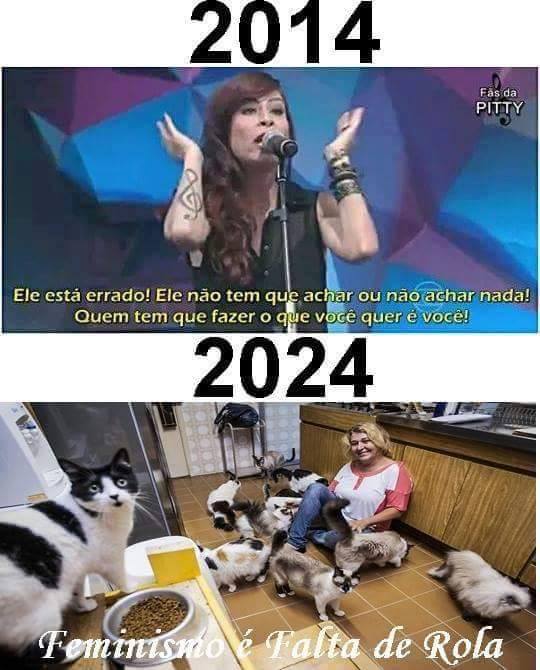 2014
Fãs da
PITTY
Ele está errado! Ele não tem que achar ou não achar nada!
Quem tem que fazer o que você quer é você!
2024
Feminismo é Falta de Rola